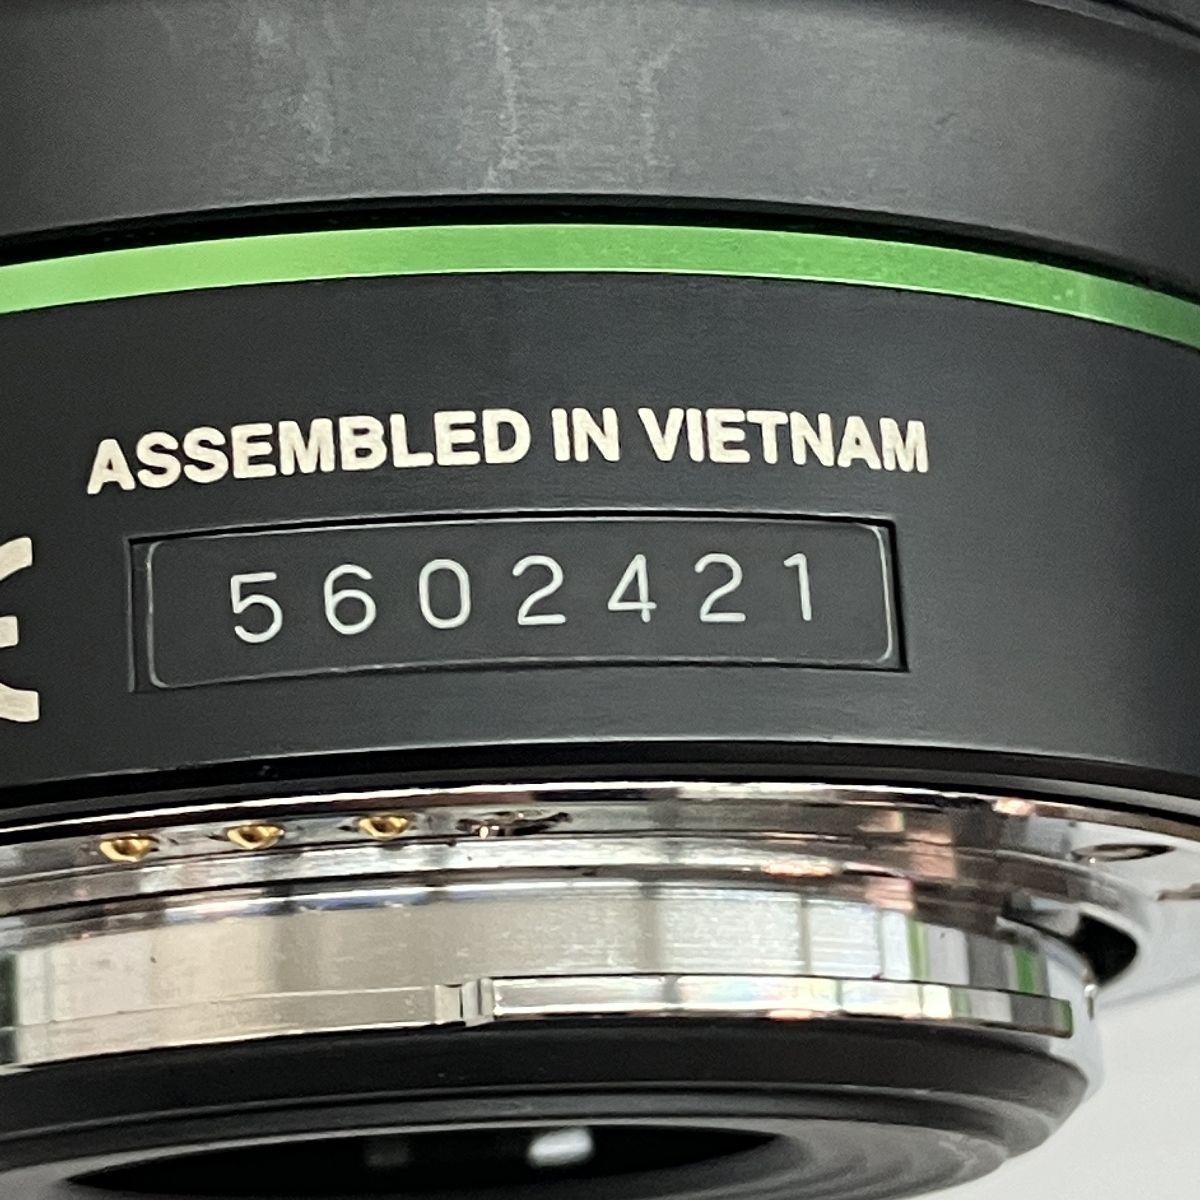 ASSEMBLED IN VIETNAM
5602421